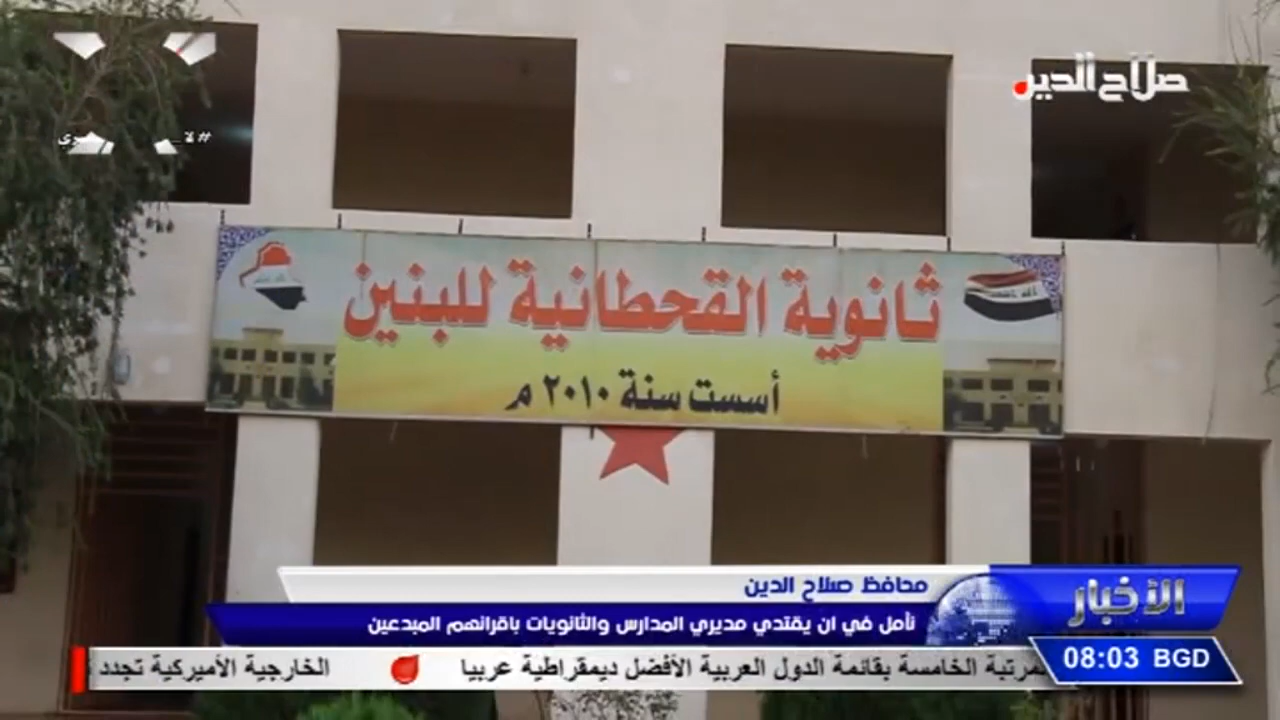 صلاح الدين
ثانوية القحطانية للبنين
أسست سنة ٢٠١٠ م
محافظ صلاح الدين
الأخبار
نأمل في ان يقتدي مديري المدارس والثانويات باقرانهم المبدعين
08:03 BGD
المرتبة الخامسة بقائمة الدول العربية الأفضل ديمقراطية عربيا
الخارجية الأميركية تجدد